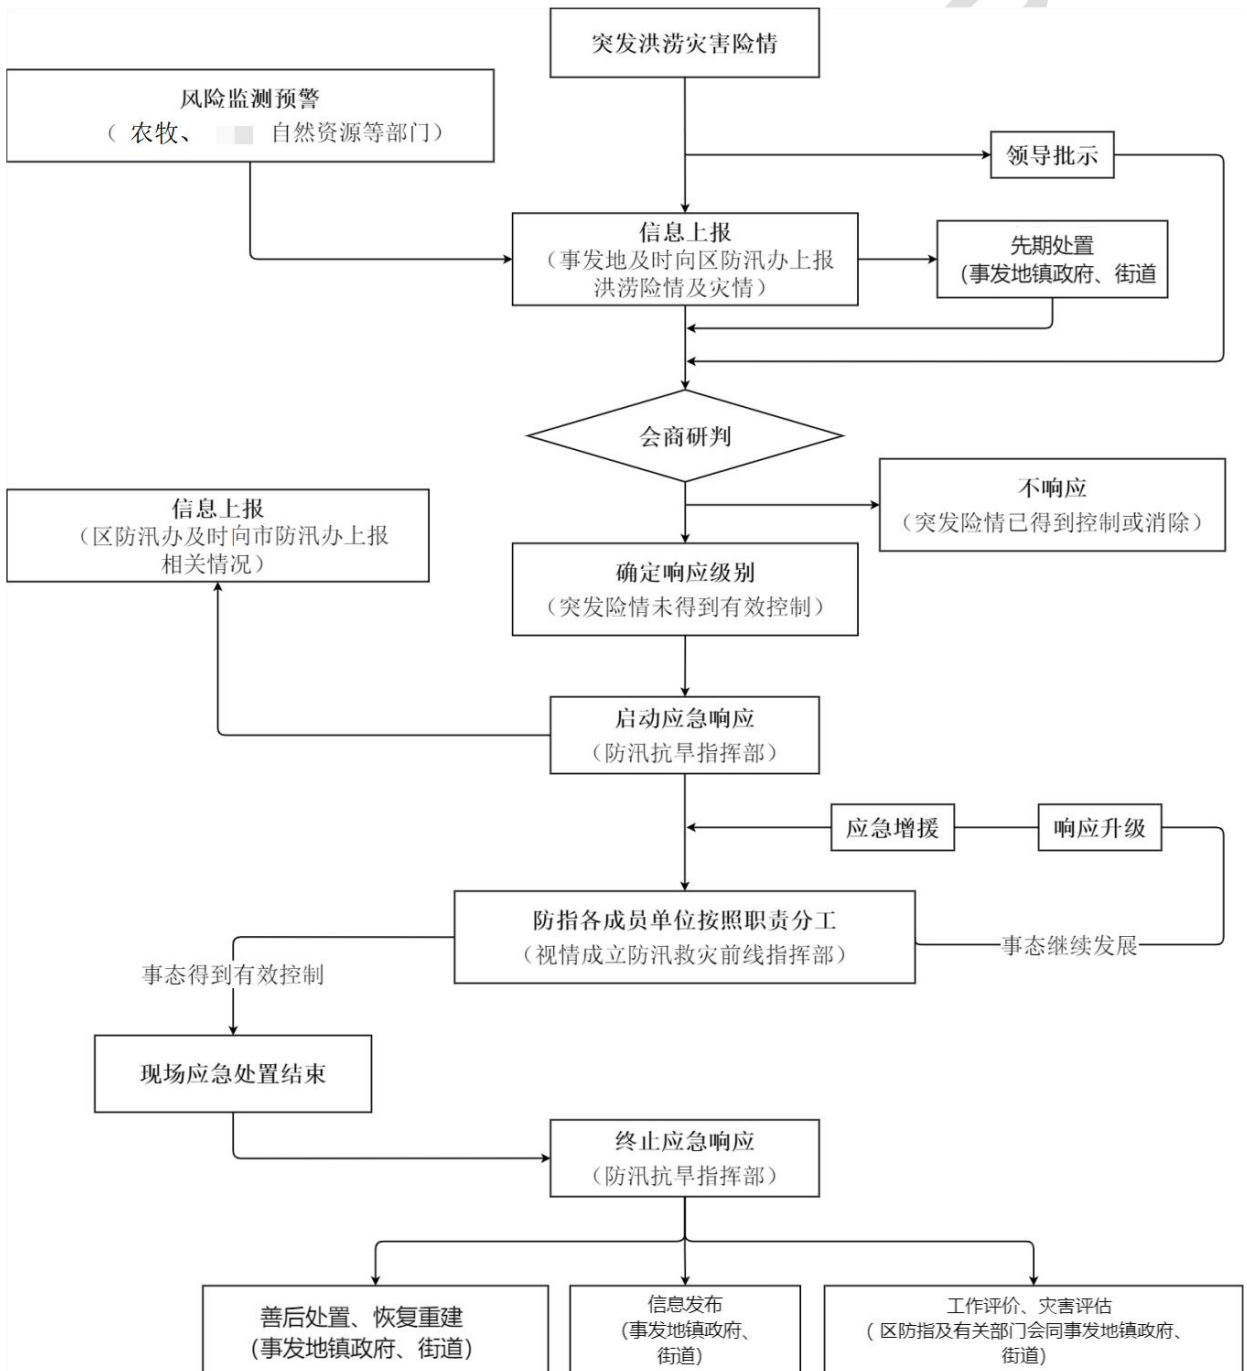 突发洪涝灾害险情
风险监测预警
（ 农牧、 自然资源等部门）
领导批示
信息上报
（事发地及时向区防汛办上报
洪涝险情及灾情）
先期处置
(事发地镇政府、街道
会商研判
不响应
（突发险情已得到控制或消除）
信息上报
（区防汛办及时向市防汛办上报
相关情况）
确定响应级别
（突发险情未得到有效控制）
启动应急响应
（防汛抗旱指挥部）
应急增援
响应升级
防指各成员单位按照职责分工
（视情成立防汛救灾前线指挥部）
事态继续发展
事态得到有效控制
现场应急处置结束
终止应急响应
（防汛抗旱指挥部）
善后处置、恢复重建
(事发地镇政府、街道)
信息发布
(事发地镇政府、
街道)
工作评价、灾害评估
( 区防指及有关部门会同事发地镇政府、
街道)